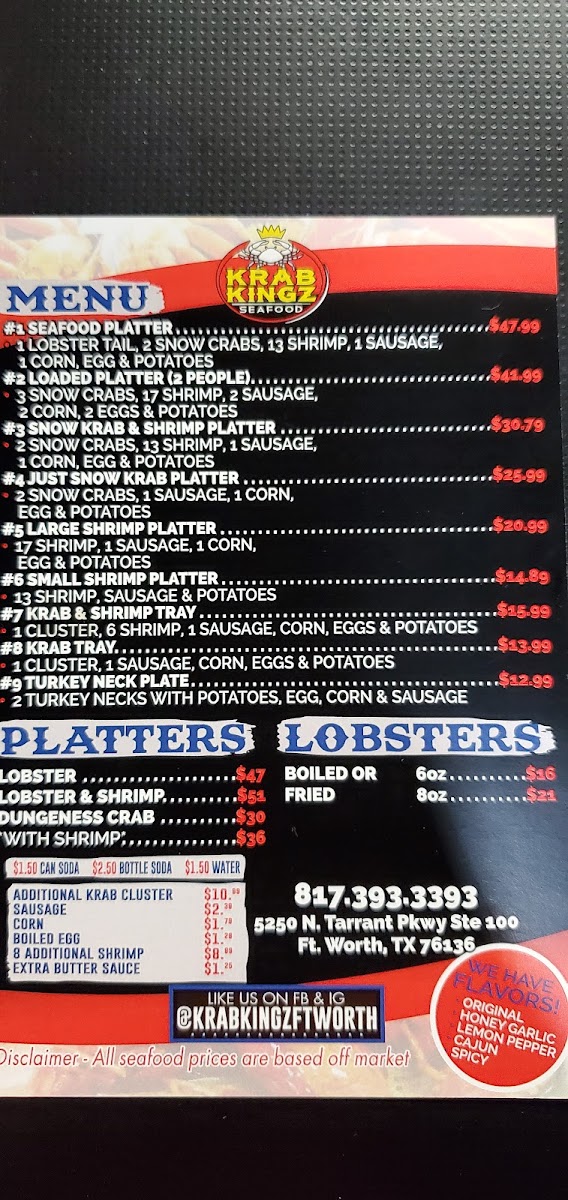 KRAB
KINGZ
SEAFOOD
MENU
#1 SEAFOOD PLATTER $47.99
1 LOBSTER TAIL, 2 SNOW CRABS, 13 SHRIMP, 1 SAUSAGE,
1 CORN, EGG & POTATOES
#2 LOADED PLATTER (2 PEOPLE) $41.99
3 SNOW CRABS, 17 SHRIMP, 2 SAUSAGE,
2 CORN, 2 EGGS & POTATOES
#3 SNOW KRAB & SHRIMP PLATTER $30.79
2 SNOW CRABS, 13 SHRIMP, 1 SAUSAGE,
1 CORN, EGG & POTATOES
#4 JUST SNOW KRAB PLATTER $25.99
2 SNOW CRABS, 1 SAUSAGE, 1 CORN,
EGG & POTATOES
#5 LARGE SHRIMP PLATTER $20.99
17 SHRIMP, 1 SAUSAGE, 1 CORN,
EGG & POTATOES
#6 SMALL SHRIMP PLATTER $14.89
13 SHRIMP, SAUSAGE & POTATOES
#7 KRAB & SHRIMP TRAY $15.99
1 CLUSTER, 6 SHRIMP, 1 SAUSAGE, CORN, EGGS & POTATOES
#8 KRAB TRAY $13.99
1 CLUSTER, 1 SAUSAGE, CORN, EGGS & POTATOES
#9 TURKEY NECK PLATE $12.99
2 TURKEY NECKS WITH POTATOES, EGG, CORN & SAUSAGE
PLATTERS
LOBSTER $47
LOBSTER & SHRIMP $51
DUNGENESS CRAB $30
*WITH SHRIMP* $36
LOBSTERS
BOILED OR 6oz $16
FRIED 8oz $21
$1.50 CAN SODA $2.50 BOTTLE SODA $1.50 WATER
ADDITIONAL KRAB CLUSTER $10.
SAUSAGE $2.
CORN $1.
BOILED EGG $1.
8 ADDITIONAL SHRIMP $8.
EXTRA BUTTER SAUCE $1.25
817.393.3393
5250 N. Tarrant Pkwy Ste 100
Ft. Worth, TX 76136
WE HAVE
FLAVORS!
ORIGINAL
HONEY GARLIC
LEMON PEPPER
CAJUN
SPICY
LIKE US ON FB & IG
@KRABKINGZFTWORTH
Disclaimer - All seafood prices are based off market